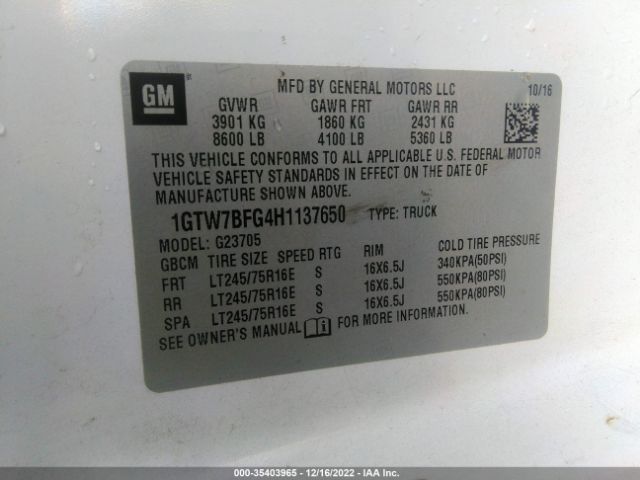 GM
MFD BY GENERAL MOTORS LLC
10/16
GVWR GAWR FRT GAWR RR
3901 KG 1860 KG 2431 KG
8600 LB 4100 LB 5360 LB
THIS VEHICLE CONFORMS TO ALL APPLICABLE U.S. FEDERAL MOTOR
VEHICLE SAFETY STANDARDS IN EFFECT ON THE DATE OF
MANUFACTURE SHOWN ABOVE.
1GTW7BFG4H1137650 TYPE: TRUCK
MODEL: G23705
GBCM TIRE SIZE SPEED RTG RIM COLD TIRE PRESSURE
FRT LT245/75R16E S 16X6.5J 340KPA(50PSI)
RR LT245/75R16E S 16X6.5J 550KPA(80PSI)
SPA LT245/75R16E S 16X6.5J 550KPA(80PSI)
SEE OWNER'S MANUAL FOR MORE INFORMATION.
000-35403965 - 12/16/2022 - IAA Inc.